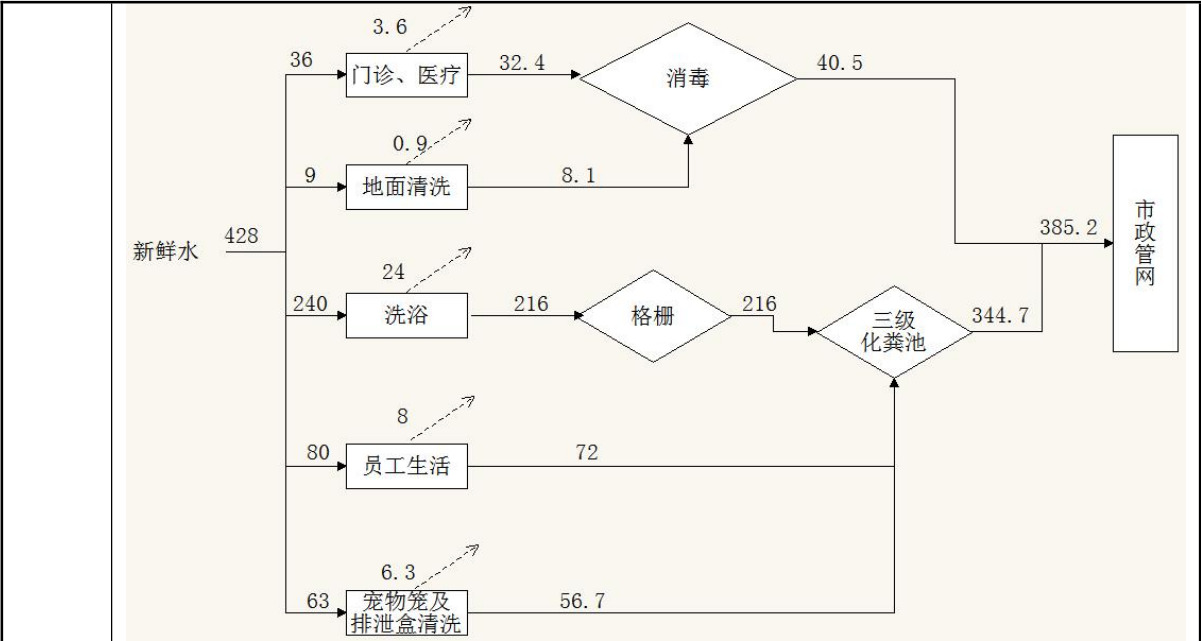 3.6
36
门诊、医疗
32.4
消毒
40.5
0.9
9
地面清洗
8.1
新鲜水
428
385.2
市政管网
24
240
洗浴
216
格栅
216
三级
化粪池
344.7
8
80
员工生活
72
6.3
63
宠物笼及
排泄盒清洗
56.7